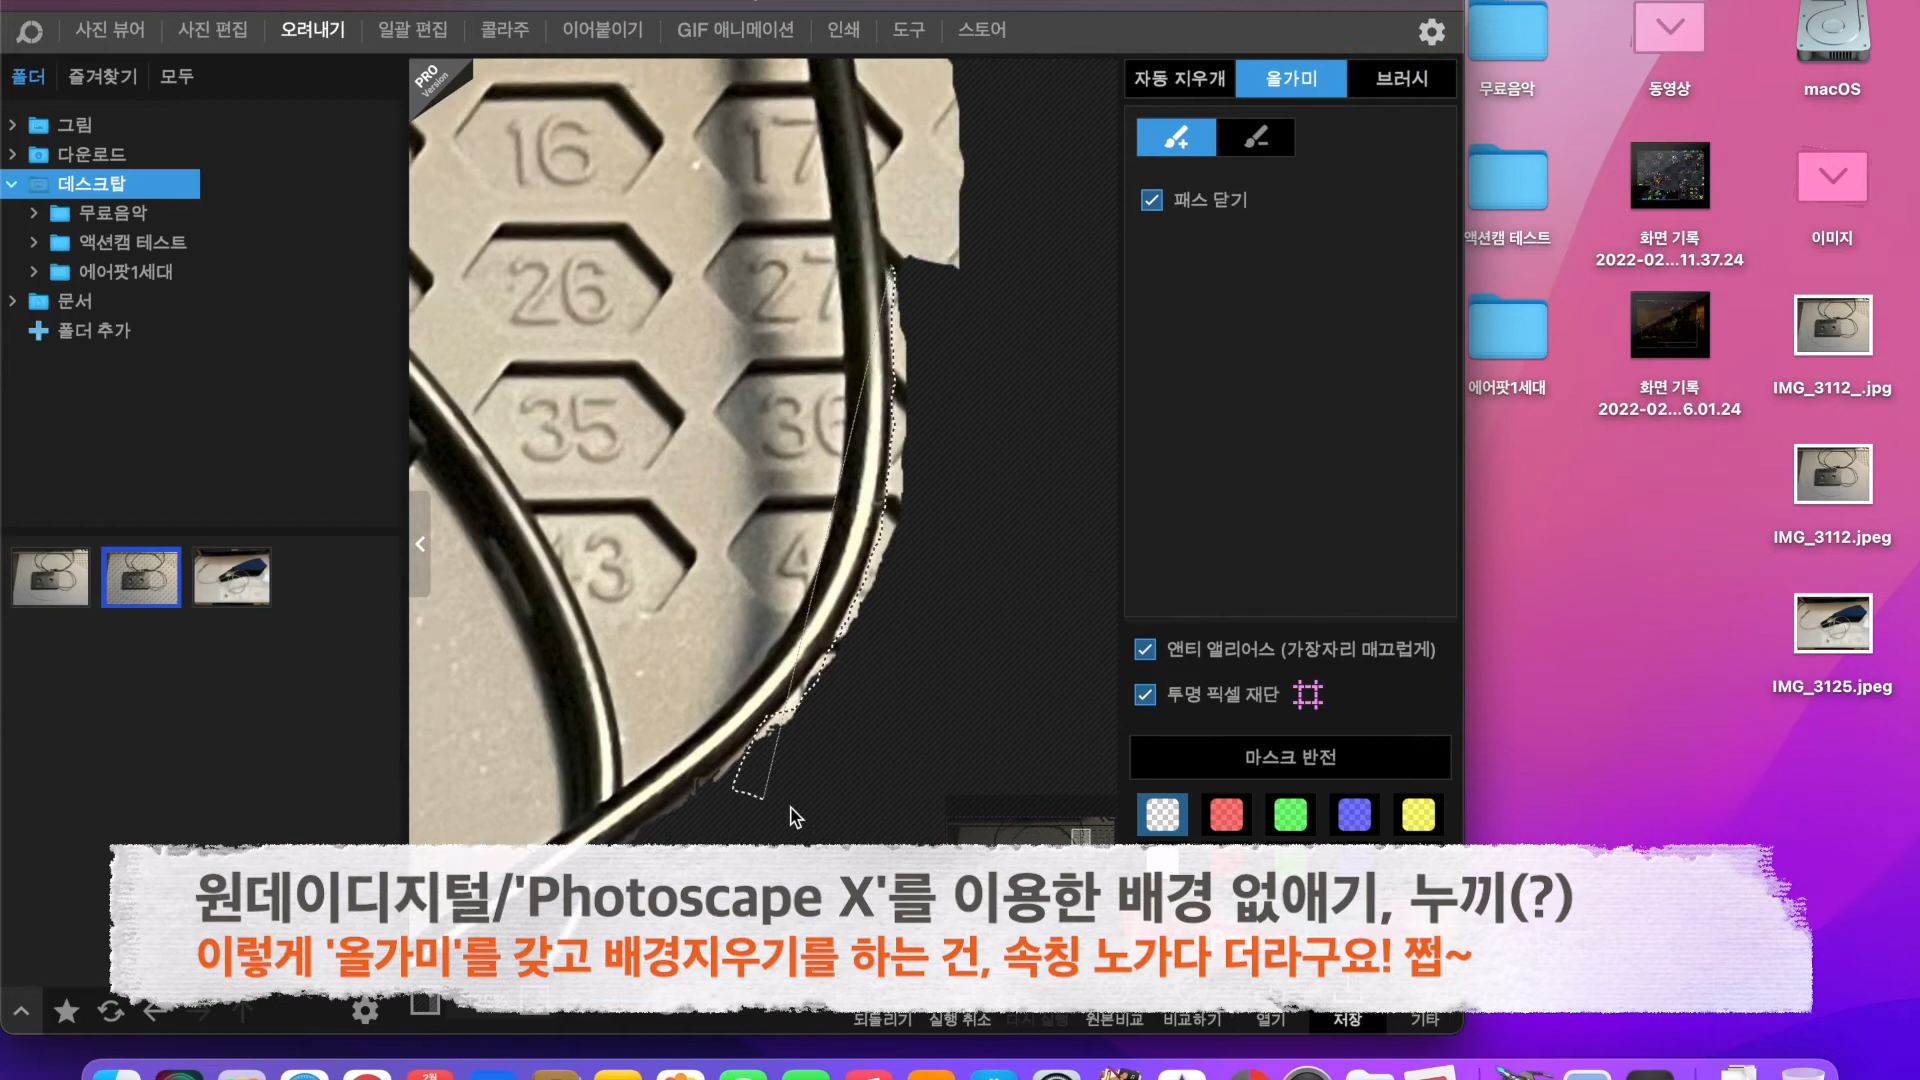 사진 뷰어 사진 편집 오려내기 일괄 편집 콜라주 이어붙이기 GIF 애니메이션 인쇄 도구 스토어
폴더 즐겨찾기 모두
그림
다운로드
데스크탑
무료음악
액션캠 테스트
에어팟1세대
문서
폴더 추가
PRO
Version
16 17
26 27
35 36
43 4
자동 지우개 올가미 브러시
패스 닫기
앤티 앨리어스 (가장자리 매끄럽게)
투명 픽셀 재단
마스크 반전
무료음악 동영상 macOS
액션캠 테스트 화면 기록 이미지
2022-02...11.37.24
에어팟1세대 화면 기록 IMG_3112_.jpg
2022-02...6.01.24
IMG_3112.jpeg
IMG_3125.jpeg
원데이디지털/'Photoscape X'를 이용한 배경 없애기, 누끼(?)
이렇게 '올가미'를 갖고 배경지우기를 하는 건, 속칭 노가다 더라구요! 쩝~
되돌리기 실행 취소 다시 실행 원본비교 비교하기 열기 저장 기타
2월